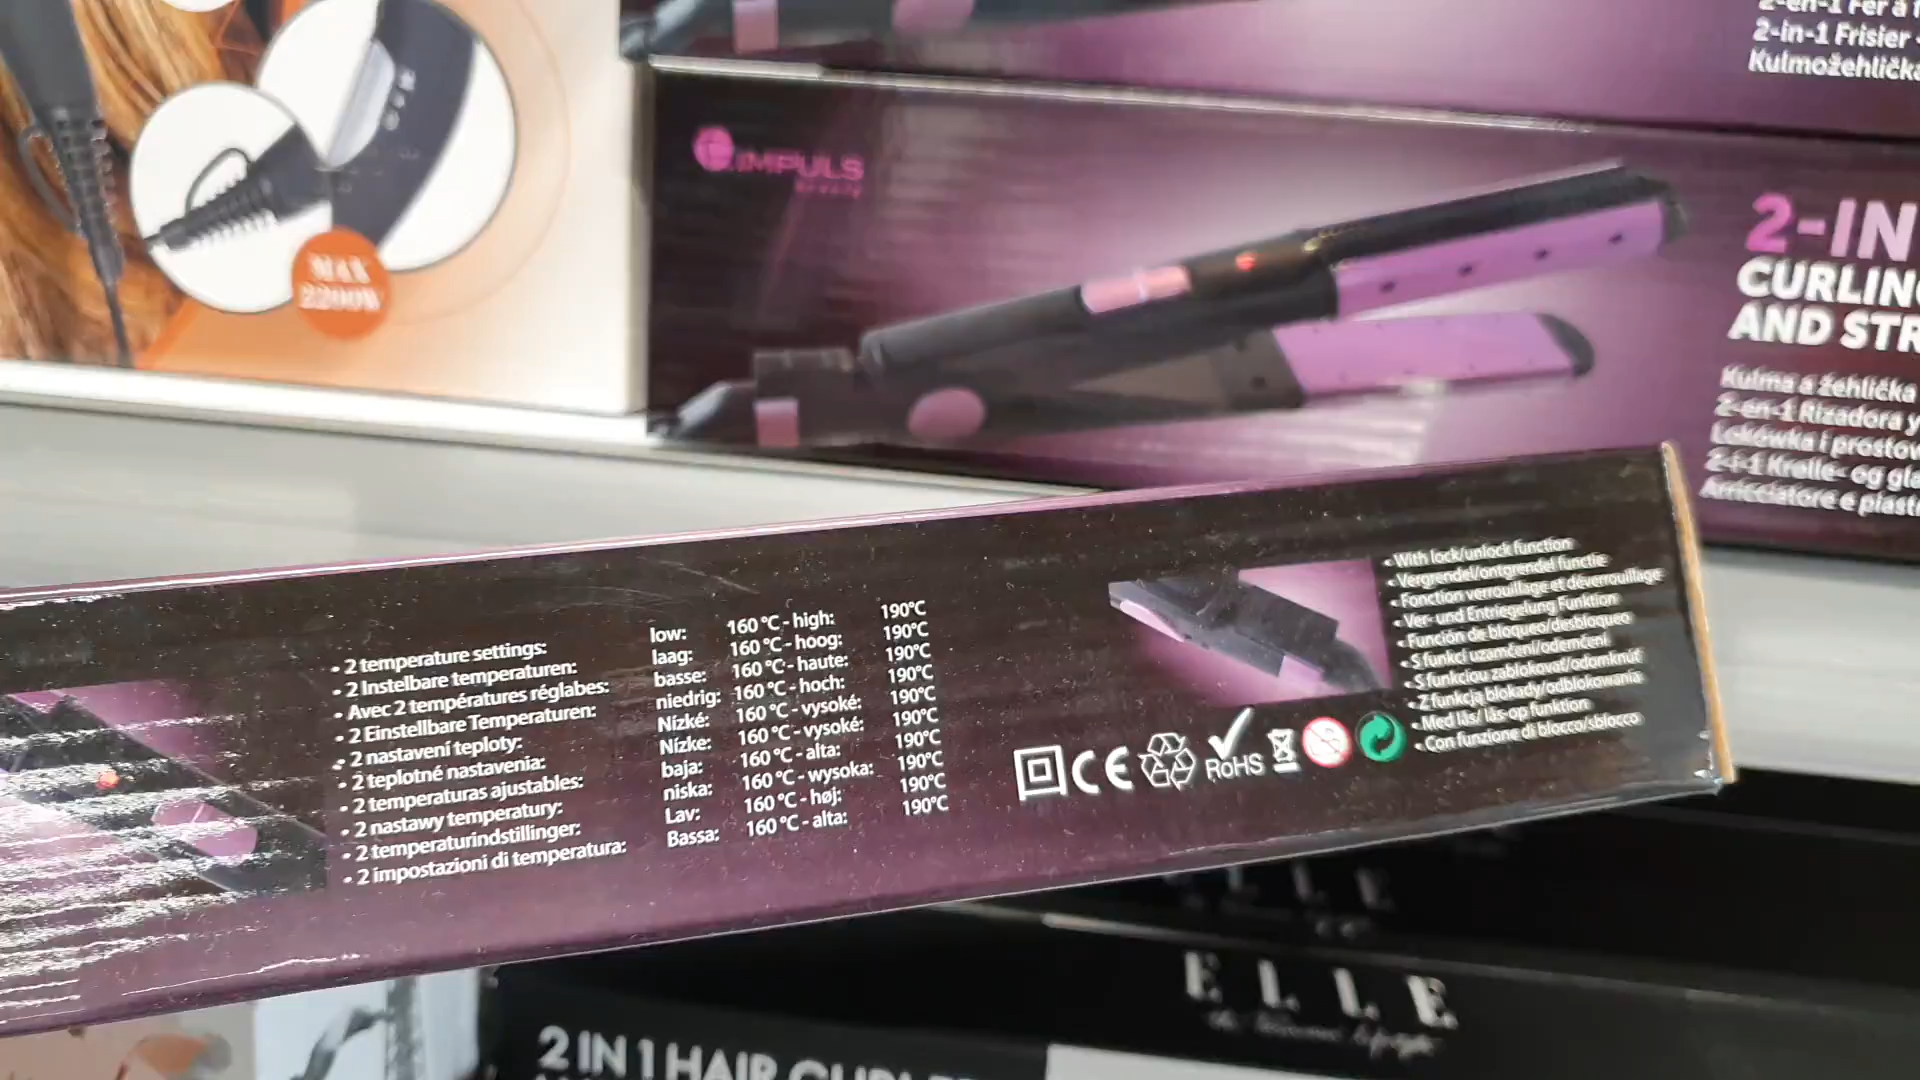 2-en-1 Fer à
2-in-1 Frisier -
Kulmožehlička
MAX
2200W
IMPULS
beauty
2-IN
CURLIN
AND STR
Kulma a žehlička
2-en-1 Rizadora y
Lokówka i prostow
2-i-1 Krølle- og gla
Arricciatore e piast
• 2 temperature settings: low: 160 °C - high: 190°C
• 2 Instelbare temperaturen: laag: 160 °C - hoog: 190°C
• Avec 2 températures réglabes: basse: 160 °C - haute: 190°C
• 2 Einstellbare Temperaturen: niedrig: 160 °C - hoch: 190°C
• 2 nastavení teploty: Nízké: 160 °C - vysoké: 190°C
• 2 teplotné nastavenia: Nízke: 160 °C - vysoké: 190°C
• 2 temperaturas ajustables: baja: 160 °C - alta: 190°C
• 2 nastawy temperatury: niska: 160 °C - wysoka: 190°C
• 2 temperaturindstillinger: Lav: 160 °C - høj: 190°C
• 2 impostazioni di temperatura: Bassa: 160 °C - alta: 190°C
CE
RoHS
• With lock/unlock function
• Vergrendel/ontgrendel functie
• Fonction verrouillage et déverrouillage
• Ver- und Entriegelung Funktion
• Función de bloqueo/desbloqueo
• S funkcí uzamčení/odemčení
• S funkciou zablokovať/odomknúť
• Z funkcją blokady/odblokowania
• Med lås/ lås-op funktion
• Con funzione di blocco/sblocco
ELLE
ELLE
2 IN 1 HAIR CURLER